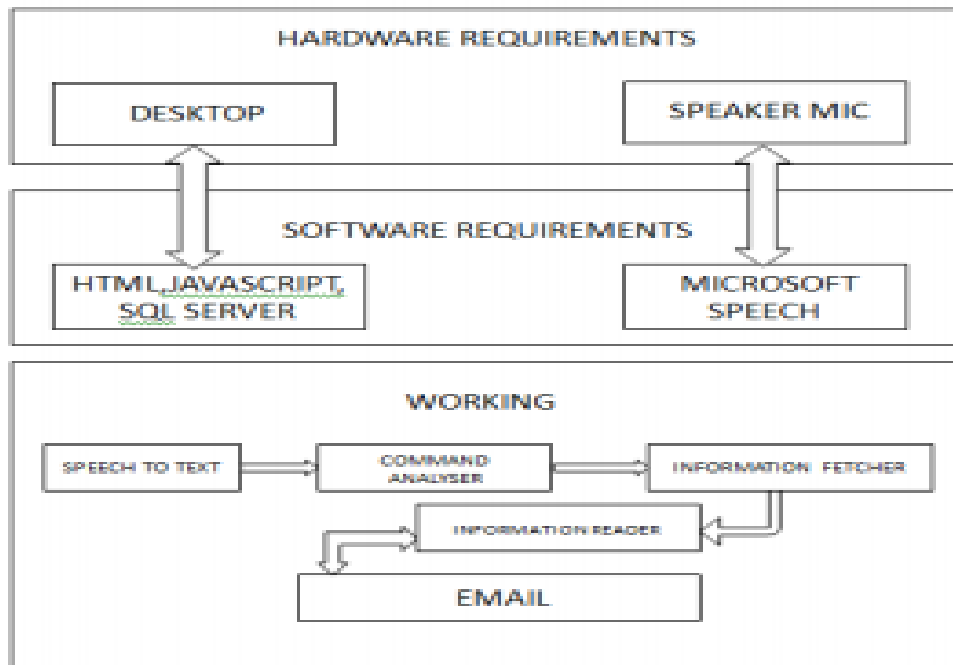 HARDWARE REQUIREMENTS
DESKTOP
SPEAKER MIC
SOFTWARE REQUIREMENTS
HTML,JAVASCRIPT,
SQL SERVER
MICROSOFT
SPEECH
WORKING
SPEECH TO TEXT
COMMAND
ANALYSER
INFORMATION FETCHER
INFORMATION READER
EMAIL